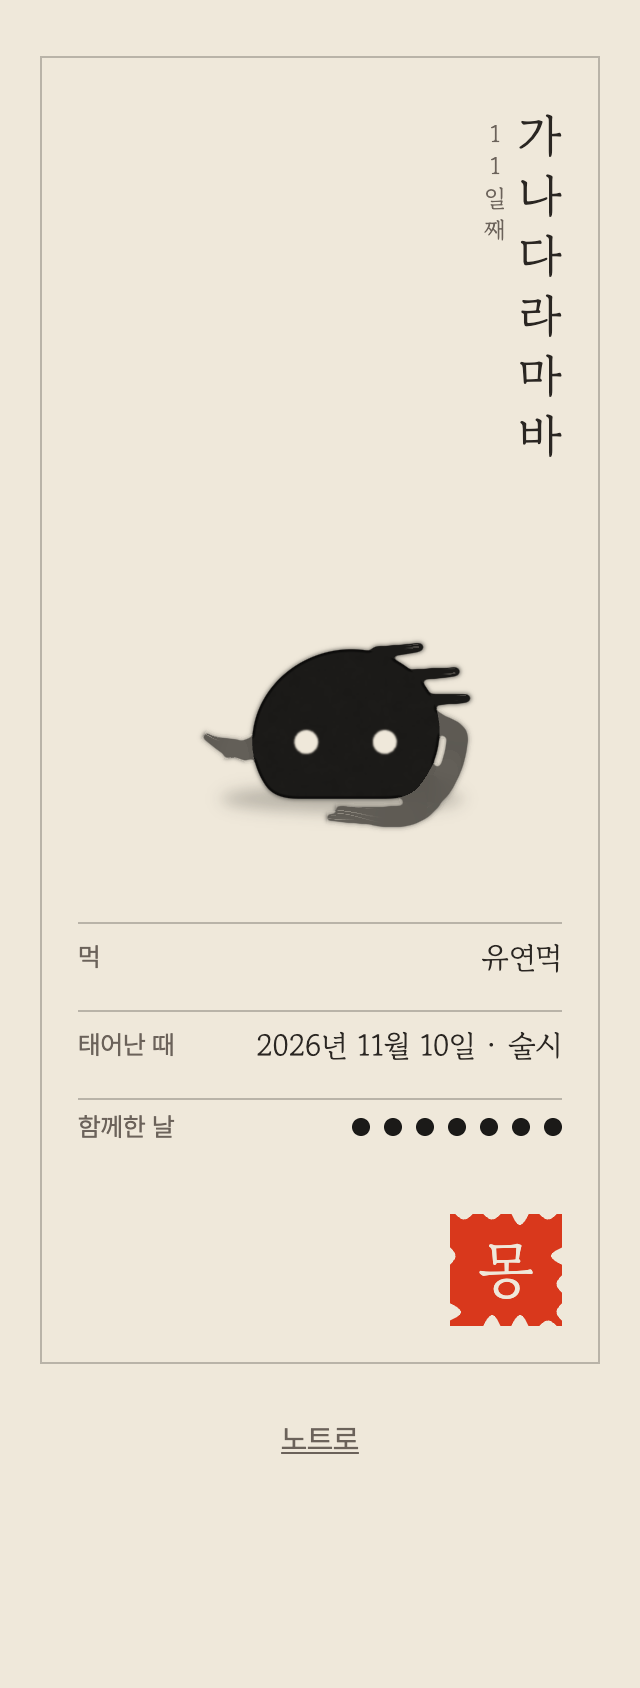 가나다라마바
11일째
먹
유연먹
태어난 때
2026년 11월 10일 · 술시
함께한 날
몽
노트로